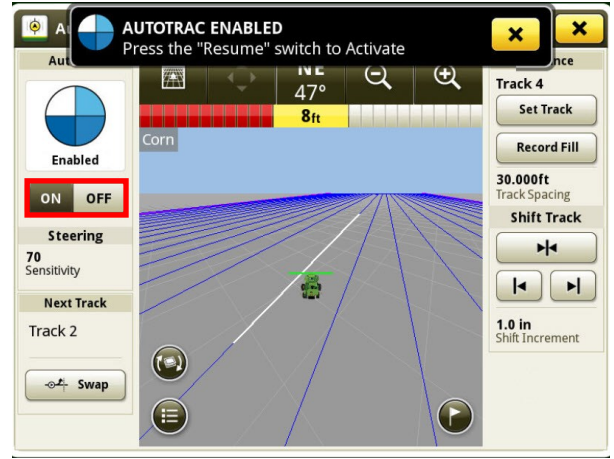 AUTOTRAC ENABLED
Press the "Resume" switch to Activate
NE
47°
8ft
Corn
Enabled
ON OFF
Steering
70
Sensitivity
Next Track
Track 2
Swap
Track 4
Set Track
Record Fill
30.000ft
Track Spacing
Shift Track
1.0 in
Shift Increment